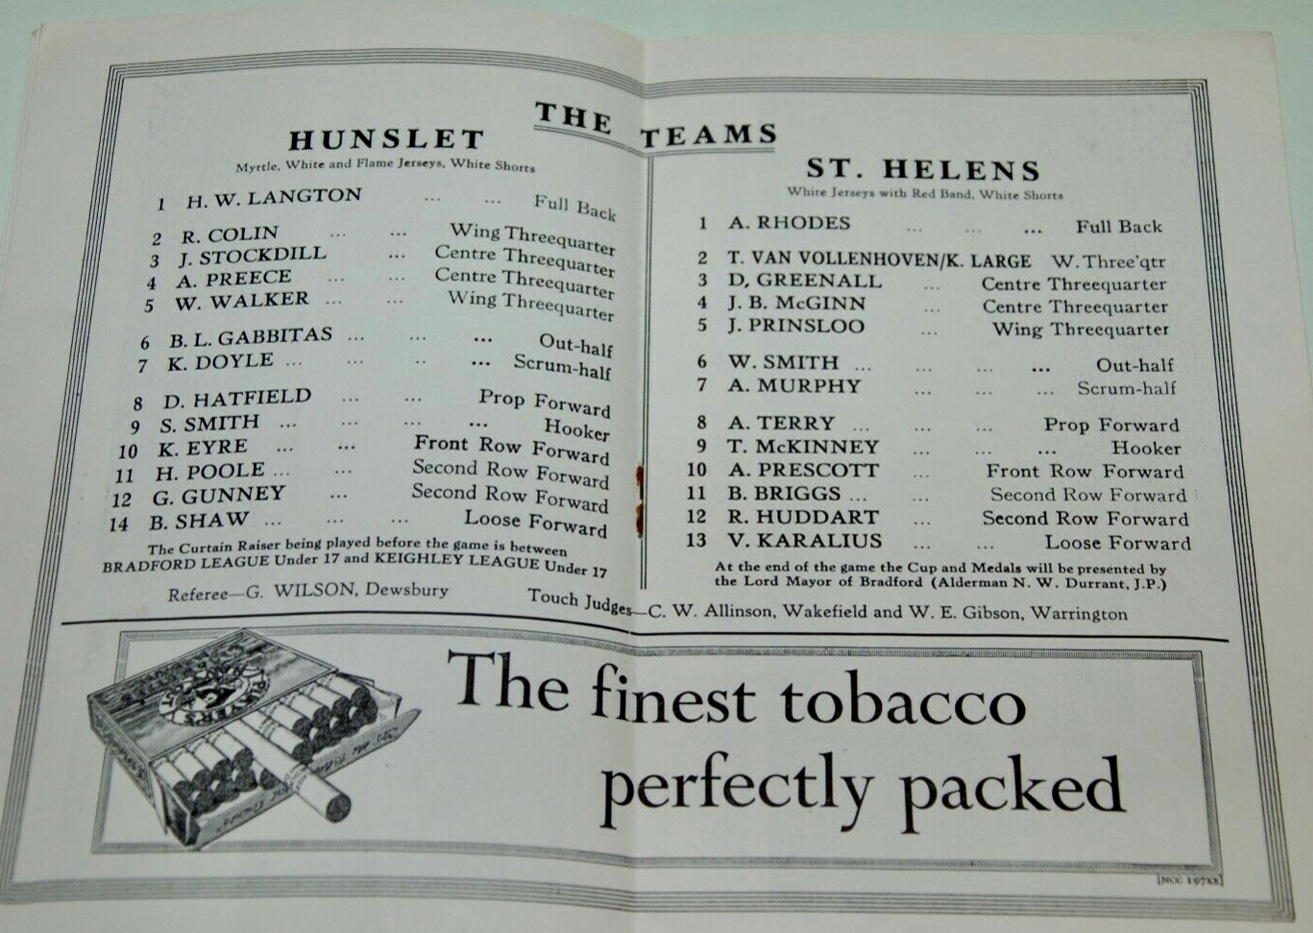 THE TEAMS
HUNSLET
Myrtle, White and Flame Jerseys, White Shorts
1 H. W. LANGTON ... ... Full Back
2 R. COLIN ... ... Wing Threequarter
3 J. STOCKDILL ... Centre Threequarter
4 A. PREECE ... ... Centre Threequarter
5 W. WALKER ... ... Wing Threequarter
6 B. L. GABBITAS ... ... ... Out-half
7 K. DOYLE ... ... .. ... Scrum-half
8 D. HATFIELD ... ... Prop Forward
9 S. SMITH ... ... ... Hooker
10 K. EYRE ... ... Front Row Forward
11 H. POOLE ... ... Second Row Forward
12 G. GUNNEY ... Second Row Forward
14 B. SHAW ... ... ... Loose Forward
The Curtain Raiser being played before the game is between
BRADFORD LEAGUE Under 17 and KEIGHLEY LEAGUE Under 17
ST. HELENS
White Jerseys with Red Band, White Shorts
1 A. RHODES ... ... ... Full Back
2 T. VAN VOLLENHOVEN/K. LARGE W. Three'qtr
3 D, GREENALL ... Centre Threequarter
4 J. B. McGINN ... Centre Threequarter
5 J. PRINSLOO ... Wing Threequarter
6 W. SMITH ... ... ... ... Out-half
7 A. MURPHY ... ... ... Scrum-half
8 A. TERRY ... ... ... Prop Forward
9 T. McKINNEY ... ... ... Hooker
10 A. PRESCOTT ... Front Row Forward
11 B. BRIGGS ... ... Second Row Forward
12 R. HUDDART ... Second Row Forward
13 V. KARALIUS ... ... Loose Forward
At the end of the game the Cup and Medals will be presented by
the Lord Mayor of Bradford (Alderman N. W. Durrant, J.P.)
Referee—G. WILSON, Dewsbury Touch Judges—C. W. Allinson, Wakefield and W. E. Gibson, Warrington
PLAYER'S
The finest tobacco
perfectly packed